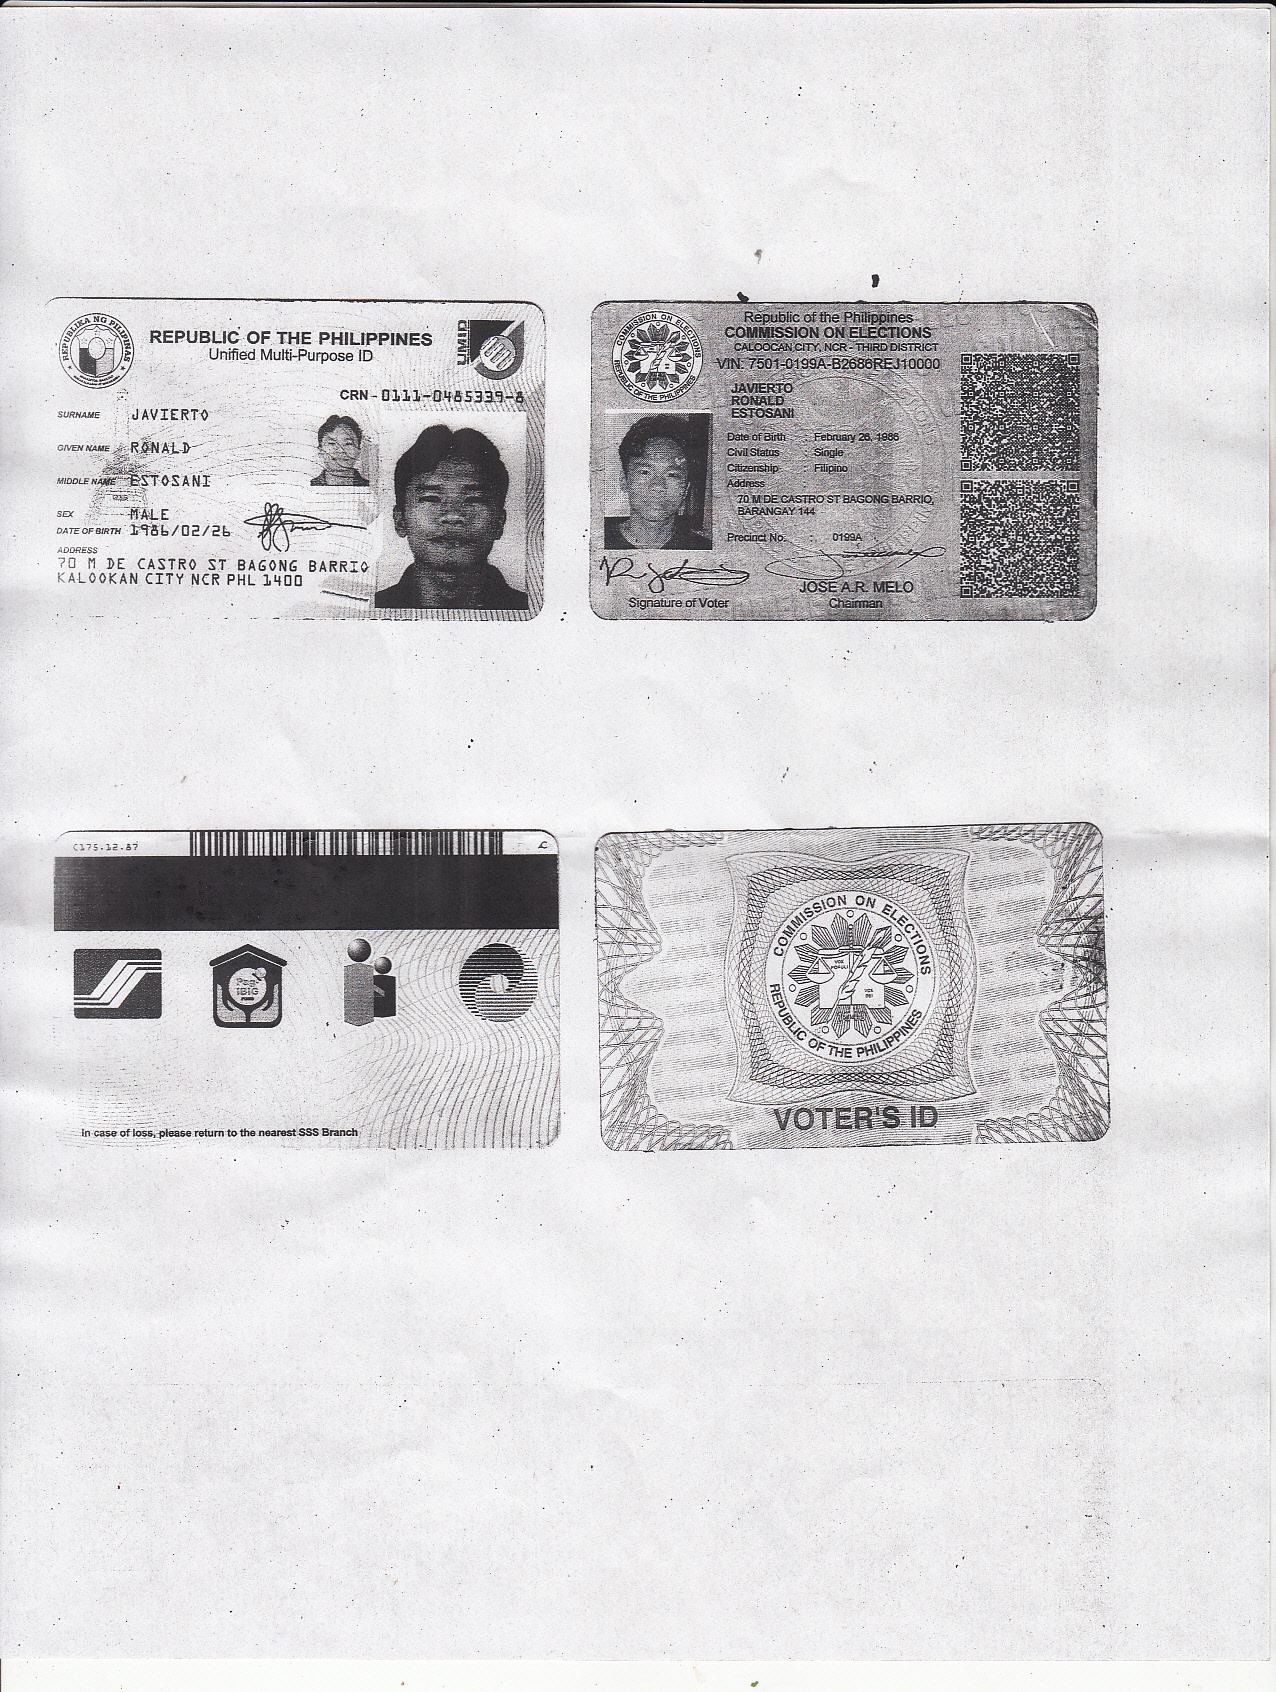 REPUBLIKA NG PILIPINAS
REPUBLIC OF THE PHILIPPINES
Unified Multi-Purpose ID
UMID
CRN - 0111-0485339-8
SURNAME JAVIERTO
GIVEN NAME RONALD
MIDDLE NAME ESTOSANI
SEX MALE
DATE OF BIRTH 1986/02/26
ADDRESS
70 M DE CASTRO ST BAGONG BARRIO
KALOOKAN CITY NCR PHL 1400
COMMISSION ON ELECTIONS
REPUBLIC OF THE PHILIPPINES
Republic of the Philippines
COMMISSION ON ELECTIONS
CALOOCAN CITY, NCR - THIRD DISTRICT
VIN: 7501-0199A-B2686REJ10000
JAVIERTO
RONALD
ESTOSANI
Date of Birth : February 26, 1986
Civil Status : Single
Citizenship : Filipino
Address
70 M DE CASTRO ST BAGONG BARRIO,
BARANGAY 144
Precinct No. : 0199A
JOSE A.R. MELO
Signature of Voter Chairman
C175.12.87
Pag-IBIG
In case of loss, please return to the nearest SSS Branch
COMMISSION ON ELECTIONS
VOX POPULI
VOX DEI
REPUBLIC OF THE PHILIPPINES
VOTER'S ID